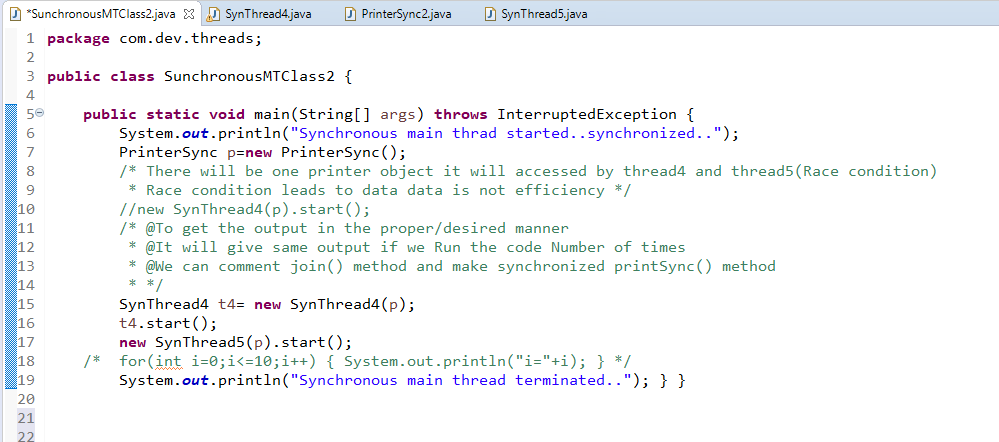 *SunchronousMTClass2.java SynThread4.java PrinterSync2.java SynThread5.java
1 package com.dev.threads;
2
3 public class SunchronousMTClass2 {
4
5 public static void main(String[] args) throws InterruptedException {
6 System.out.println("Synchronous main thrad started..synchronized..");
7 PrinterSync p=new PrinterSync();
8 /* There will be one printer object it will accessed by thread4 and thread5(Race condition)
9 * Race condition leads to data data is not efficiency */
10 //new SynThread4(p).start();
11 /* @To get the output in the proper/desired manner
12 * @It will give same output if we Run the code Number of times
13 * @We can comment join() method and make synchronized printSync() method
14 * */
15 SynThread4 t4= new SynThread4(p);
16 t4.start();
17 new SynThread5(p).start();
18 /* for(int i=0;i<=10;i++) { System.out.println("i="+i); } */
19 System.out.println("Synchronous main thread terminated.."); } }
20
21
22